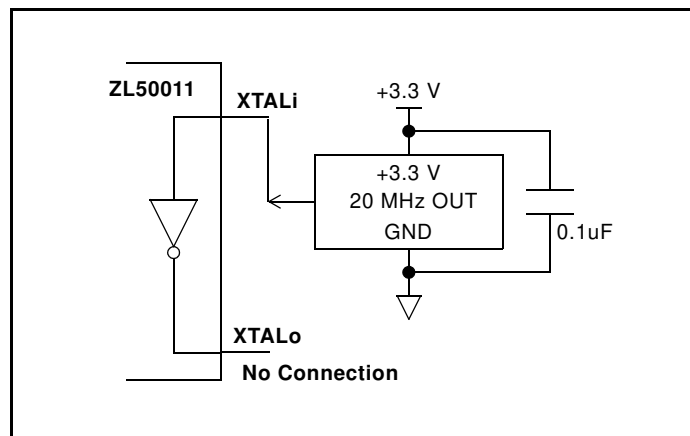 ZL50011
XTALi
+3.3 V
+3.3 V
20 MHz OUT
GND
0.1uF
XTALo
No Connection